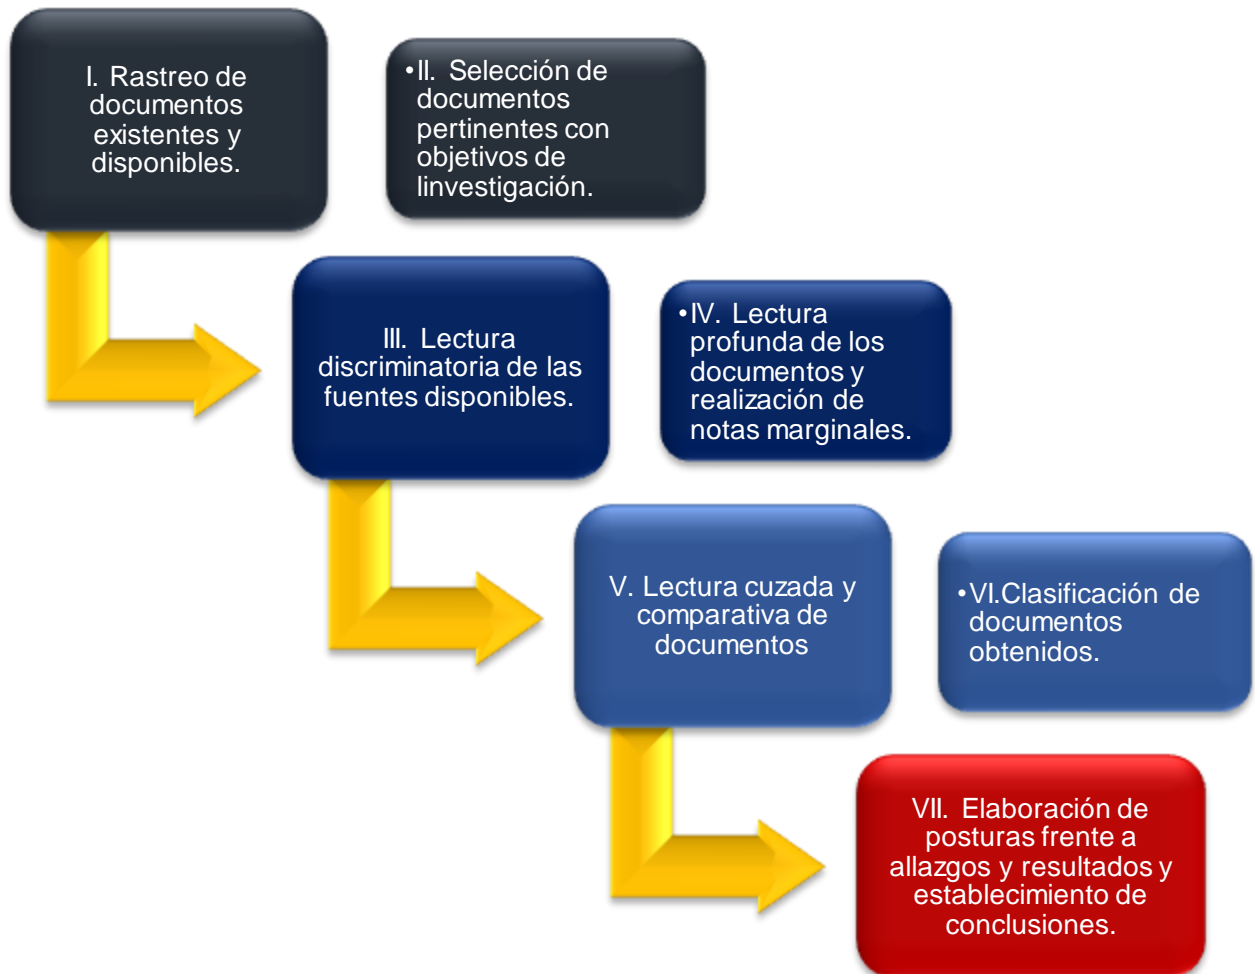 I. Rastreo de
documentos
existentes y
disponibles.
•II. Selección de
documentos
pertinentes con
objetivos de
linvestigación.
III. Lectura
discriminatoria de las
fuentes disponibles.
•IV. Lectura
profunda de los
documentos y
realización de
notas marginales.
V. Lectura cuzada y
comparativa de
documentos
•VI.Clasificación de
documentos
obtenidos.
VII. Elaboración de
posturas frente a
allazgos y resultados y
establecimiento de
conclusiones.